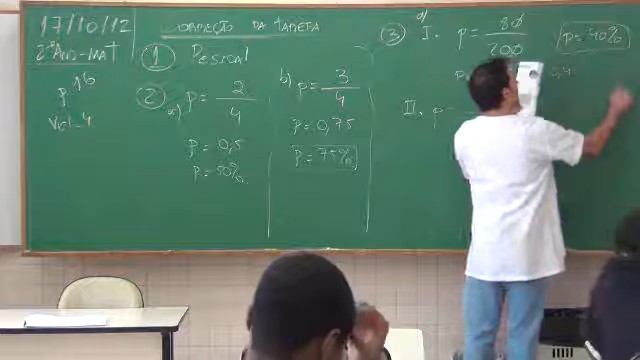 17/10/12
2º ANO-MAT
p. 16
Vol. 4
CORREÇÃO DA TAREFA
1 PESSOAL
2 a) p = 2/4
p = 0,5
p = 50%
b) p = 3/4
p = 0,75
p = 75%
3 a) I. p = 80/200
p = 40%
II. p =